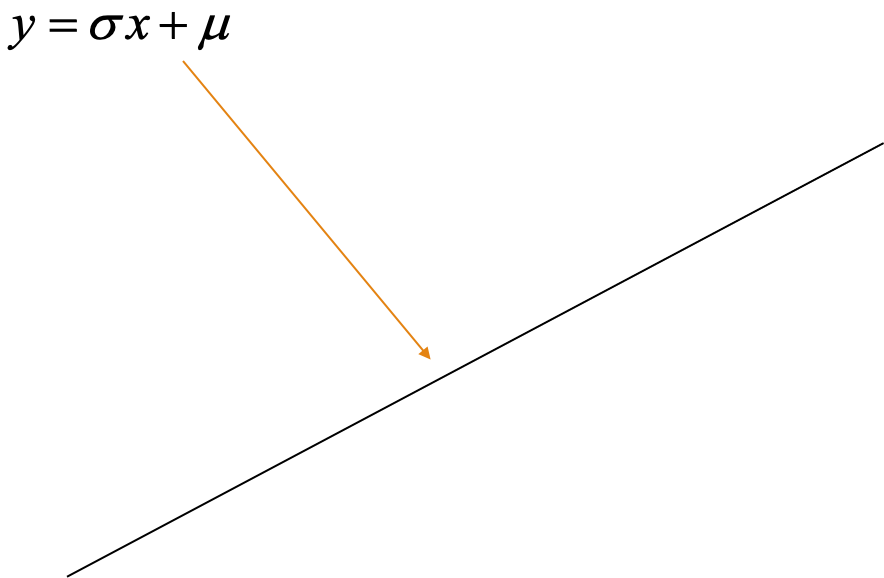 y = σx + μ